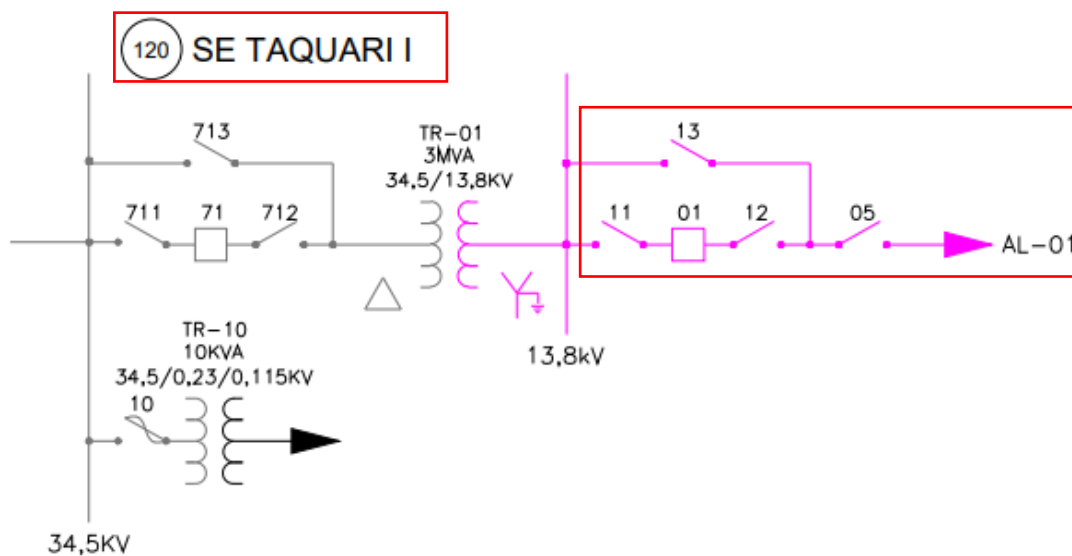 120 SE TAQUARI I
713
TR-01
3MVA
34,5/13,8KV
13
711 71 712
11 01 12 05
AL-01
TR-10
10KVA
34,5/0,23/0,115KV
10
13,8kV
34,5KV